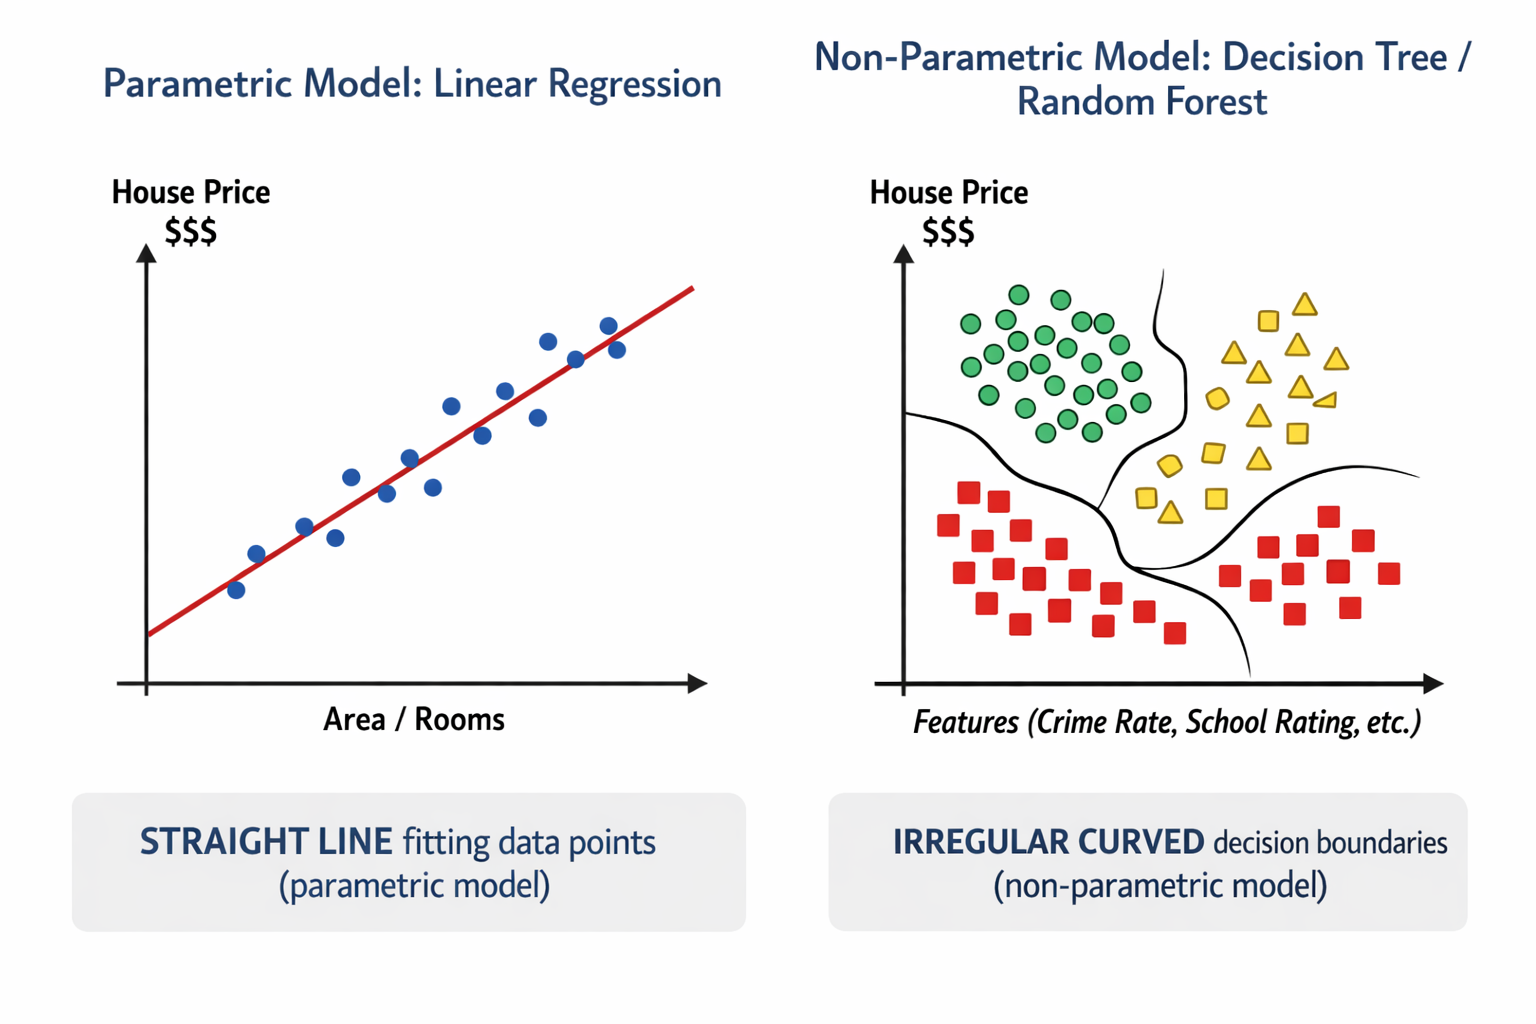 Parametric Model: Linear Regression
House Price
$$$
Area / Rooms
STRAIGHT LINE fitting data points
(parametric model)
Non-Parametric Model: Decision Tree /
Random Forest
House Price
$$$
Features (Crime Rate, School Rating, etc.)
IRREGULAR CURVED decision boundaries
(non-parametric model)